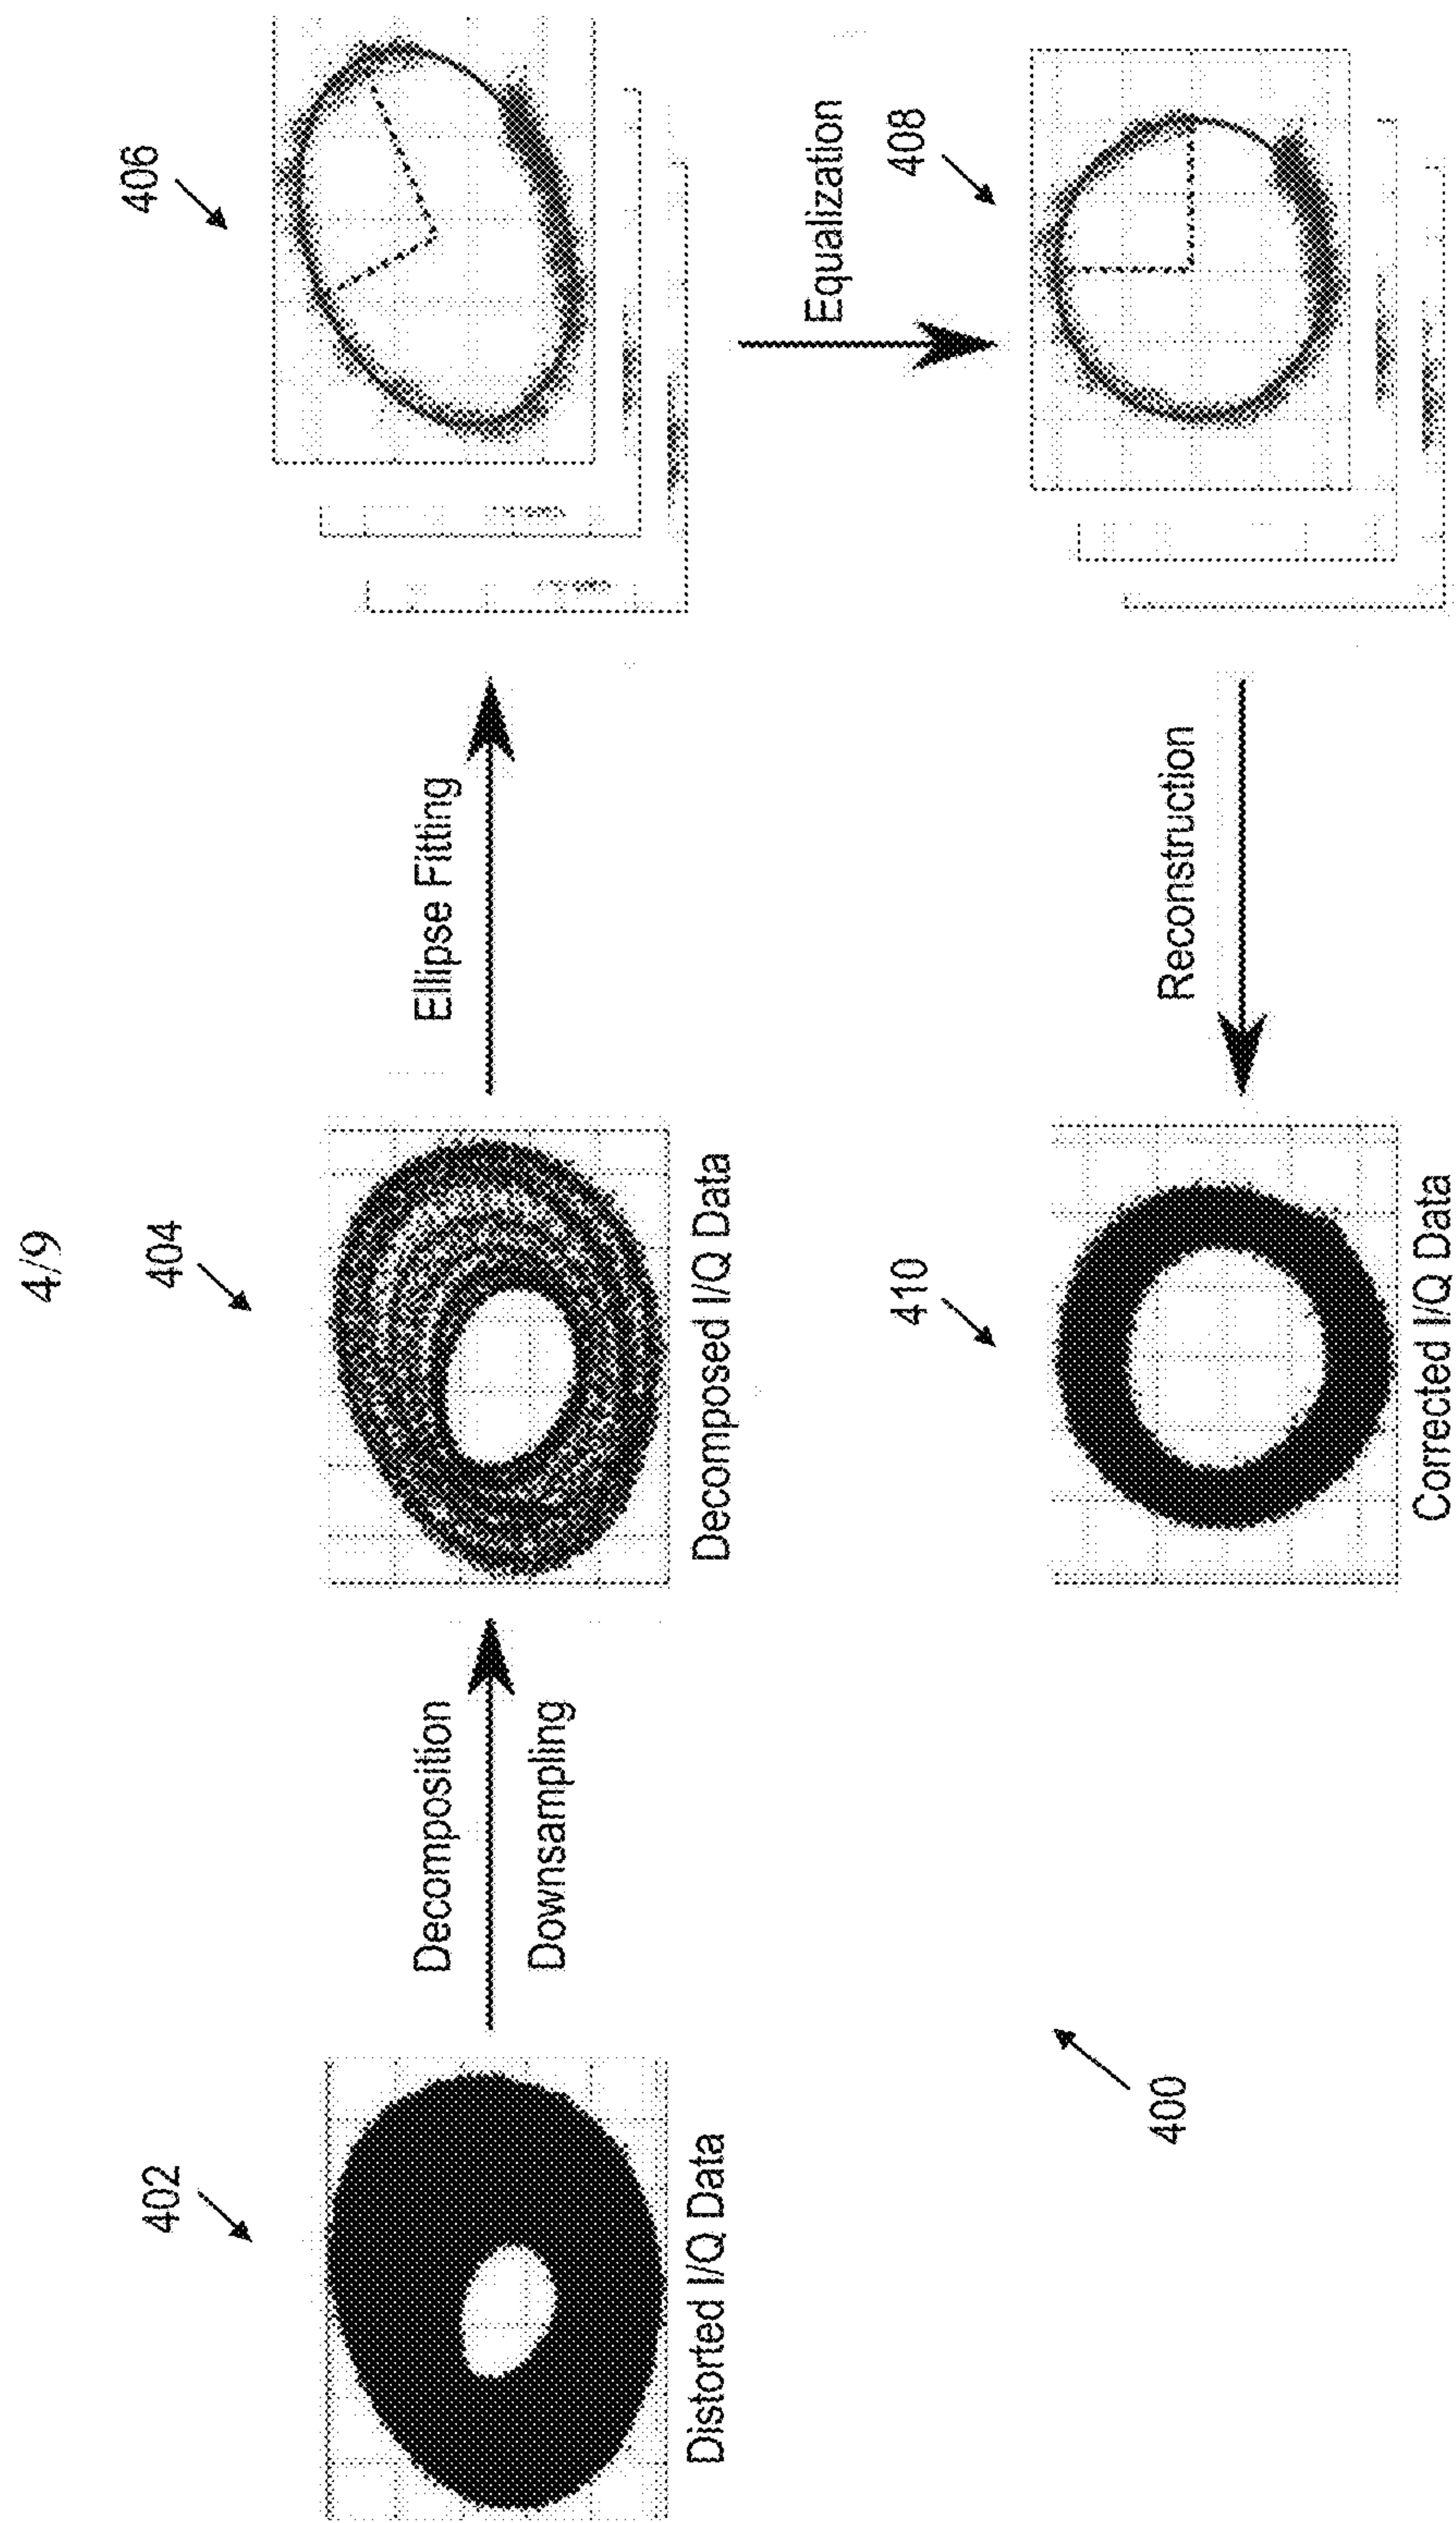 4/9
402
Distorted I/Q Data
Decomposition
Downsampling
404
Decomposed I/Q Data
Ellipse Fitting
406
Equalization
408
Reconstruction
410
Corrected I/Q Data
400